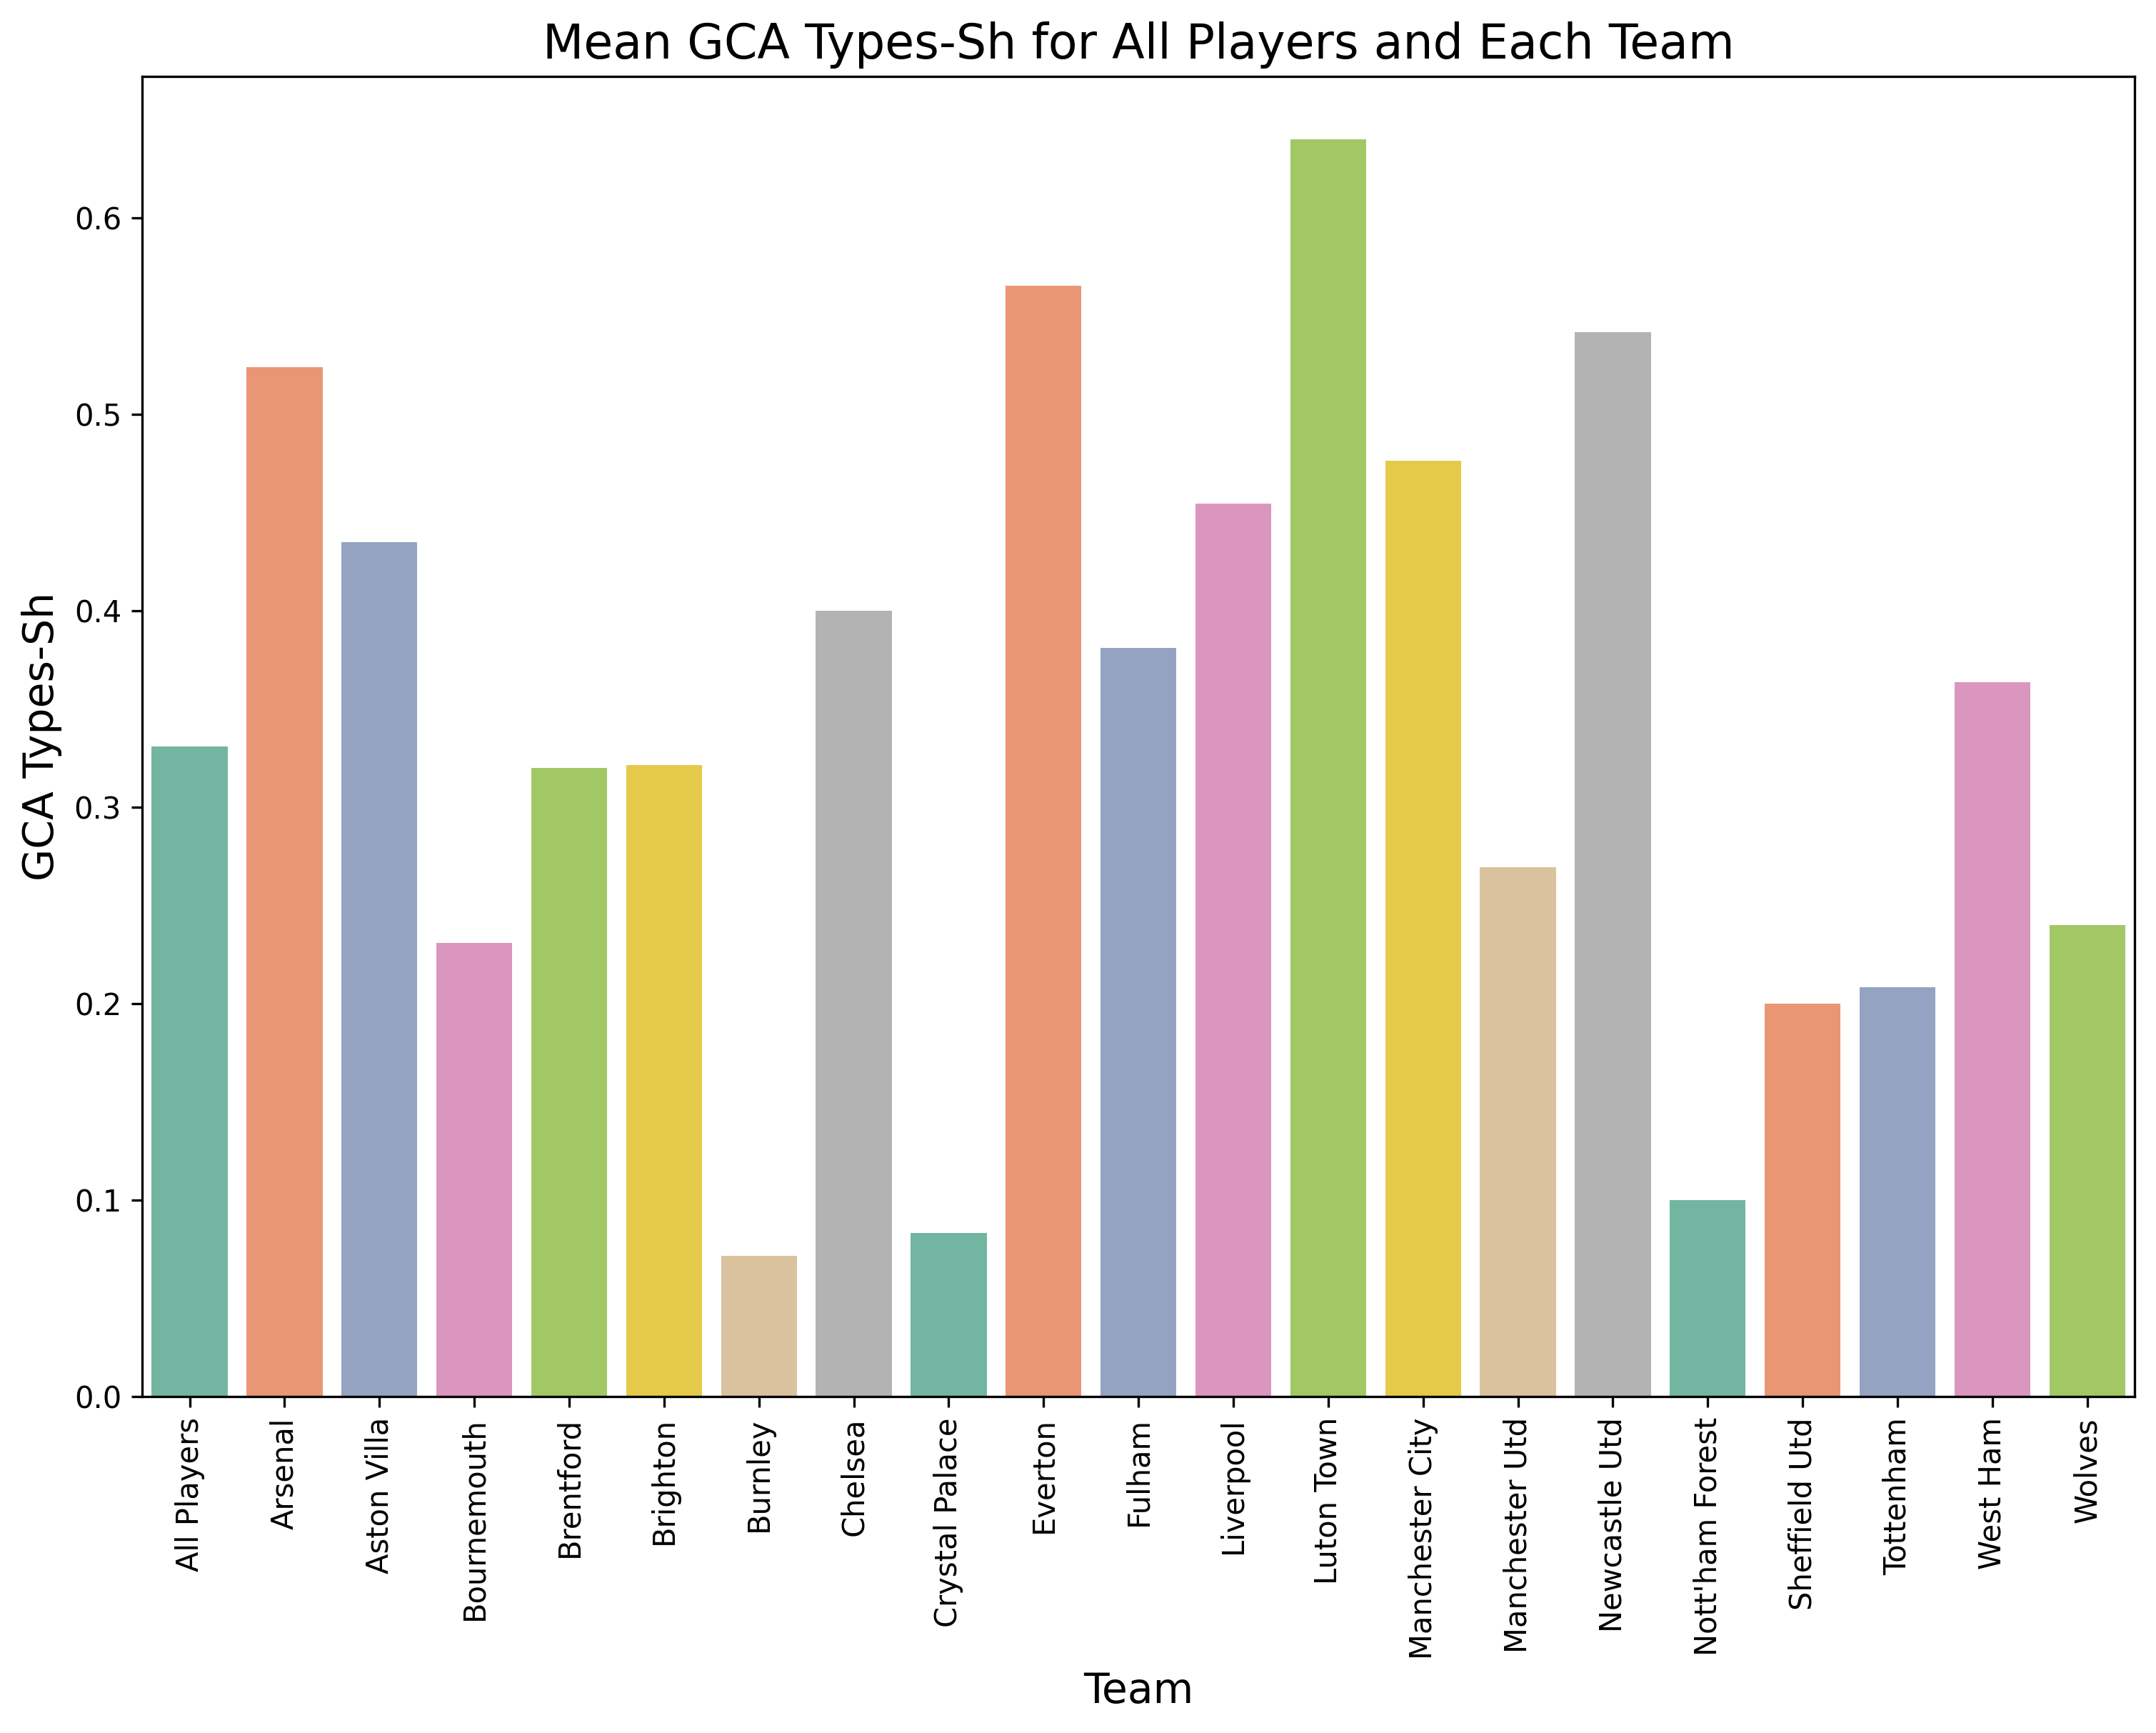 Mean GCA Types-Sh for All Players and Each Team
GCA Types-Sh
0.6
0.5
0.4
0.3
0.2
0.1
0.0
All Players
Arsenal
Aston Villa
Bournemouth
Brentford
Brighton
Burnley
Chelsea
Crystal Palace
Everton
Fulham
Liverpool
Luton Town
Manchester City
Manchester Utd
Newcastle Utd
Nott'ham Forest
Sheffield Utd
Tottenham
West Ham
Wolves
Team